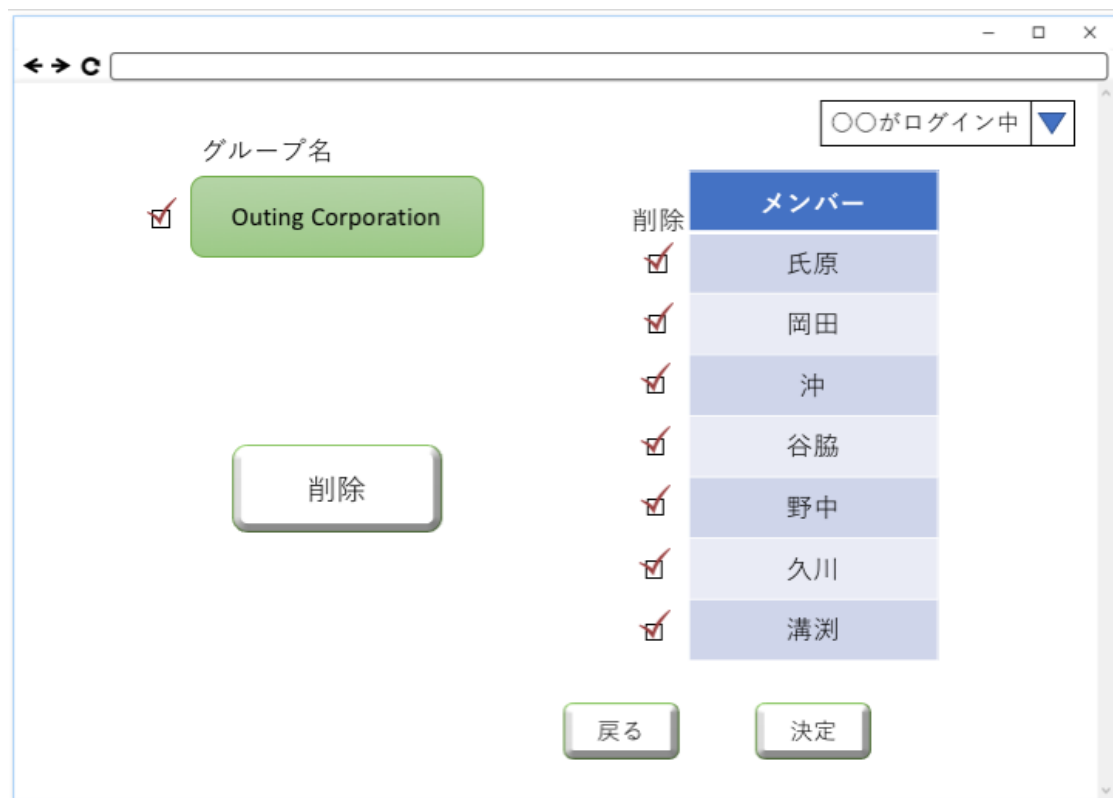 ○○がログイン中
グループ名
Outing Corporation
削除
削除
メンバー
氏原
岡田
沖
谷脇
野中
久川
溝渕
戻る
決定